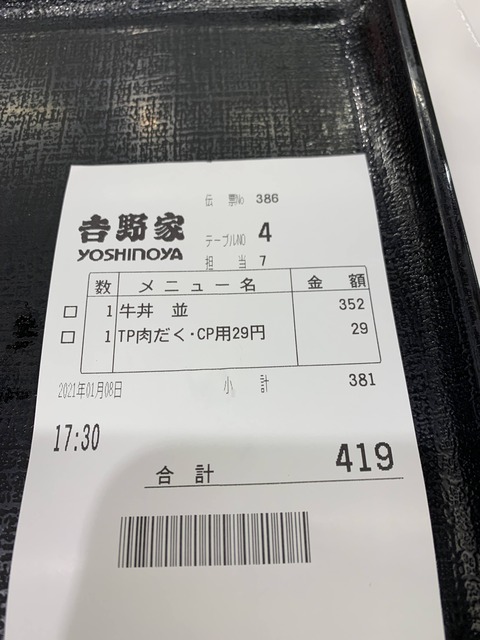 伝票No 386
吉野家
YOSHINOYA
テーブルNO 4
担当 7
数 メニュー名 金額
□ 1 牛丼 並 352
□ 1 TP肉だく・CP用29円 29
2021年01月08日 小計 381
17:30
合計 419